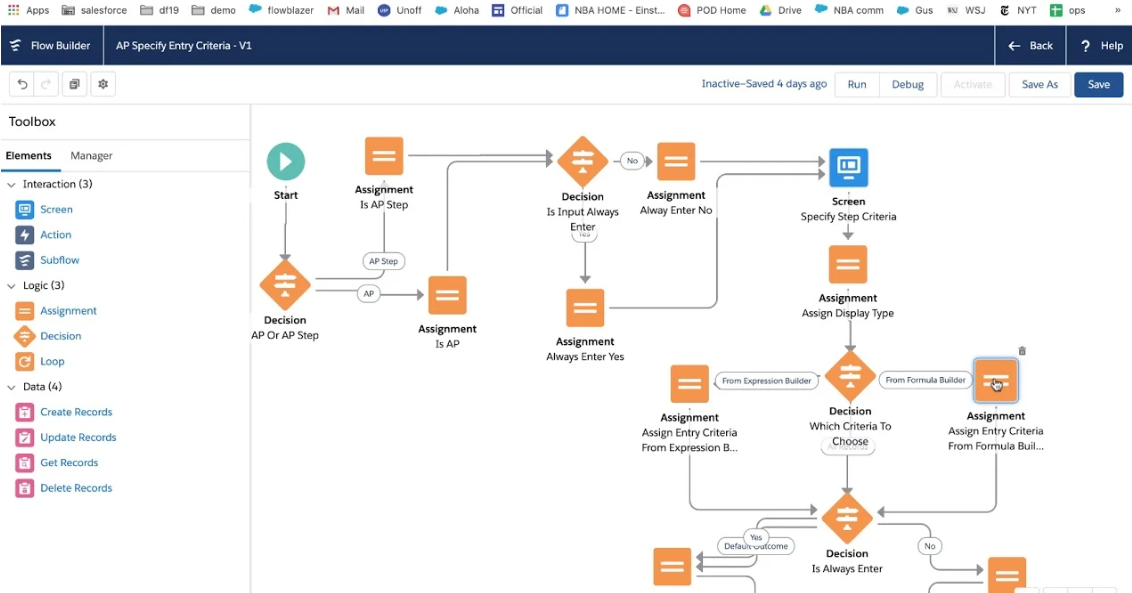 Apps salesforce df19 demo flowblazer Mail Unoff Aloha Official NBA HOME - Einst... POD Home Drive NBA comm Gus WSJ NYT ops »
Flow Builder AP Specify Entry Criteria - V1 Back ? Help
Inactive—Saved 4 days ago Run Debug Activate Save As Save
Toolbox
Elements Manager
Interaction (3)
Screen
Action
Subflow
Logic (3)
Assignment
Decision
Loop
Data (4)
Create Records
Update Records
Get Records
Delete Records
Start
Assignment
Is AP Step
AP Step
AP
Decision
AP Or AP Step
Assignment
Is AP
Decision
Is Input Always
Enter
No
Yes
Assignment
Alway Enter No
Assignment
Always Enter Yes
Screen
Specify Step Criteria
Assignment
Assign Display Type
From Expression Builder
From Formula Builder
Assignment
Assign Entry Criteria
From Expression B...
Decision
Which Criteria To
Choose
All Records
Assignment
Assign Entry Criteria
From Formula Buil...
Yes
Default Outcome
No
Decision
Is Always Enter